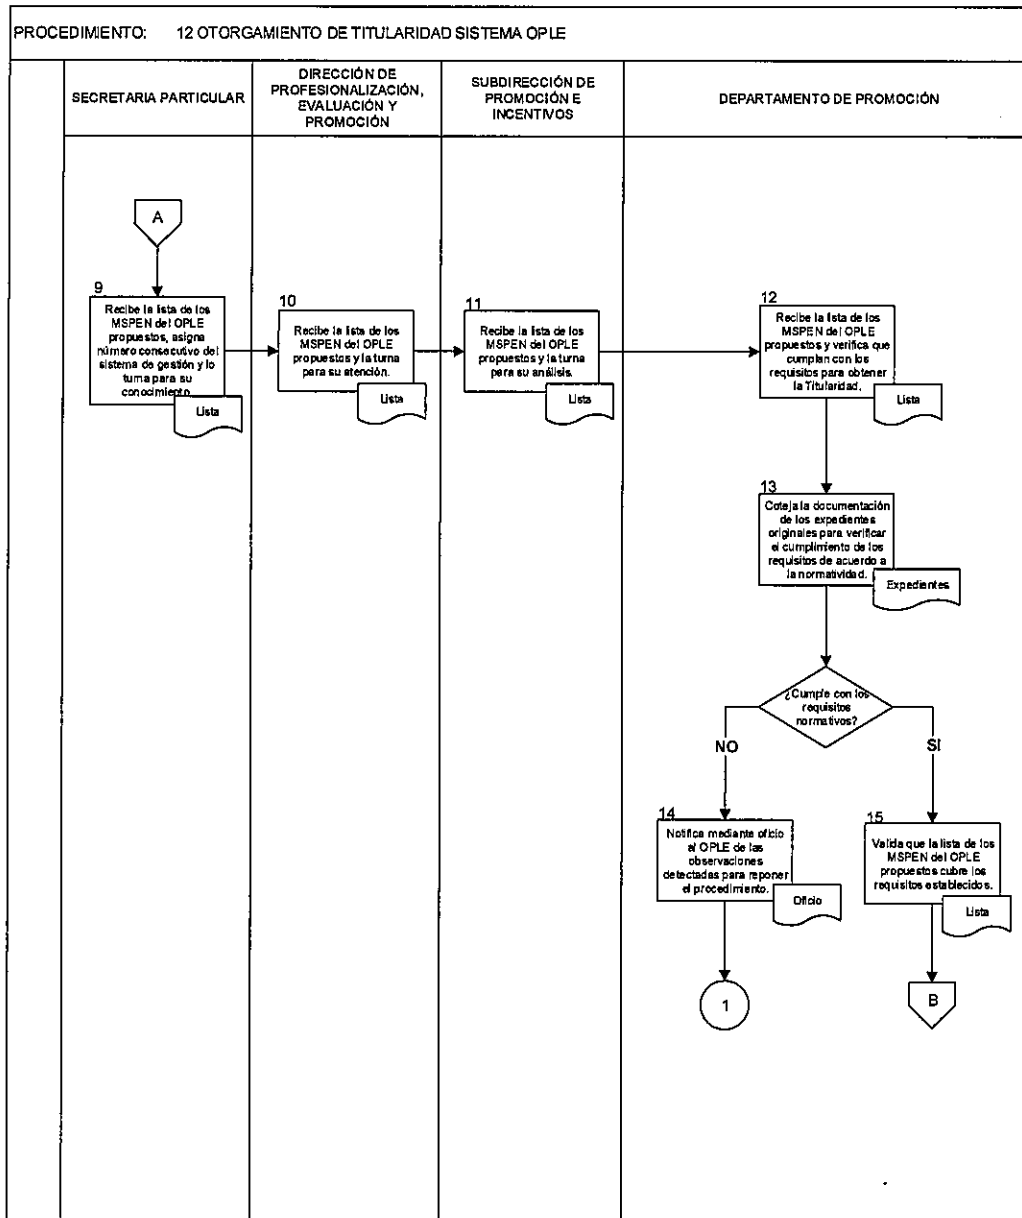 PROCEDIMIENTO: 12 OTORGAMIENTO DE TITULARIDAD SISTEMA OPLE
SECRETARIA PARTICULAR
DIRECCIÓN DE
PROFESIONALIZACIÓN,
EVALUACIÓN Y
PROMOCIÓN
SUBDIRECCIÓN DE
PROMOCIÓN E
INCENTIVOS
DEPARTAMENTO DE PROMOCIÓN
A
9
Recibe la lista de los
MSPEN del OPLE
propuestos, asigna
número consecutivo del
sistema de gestión y lo
turna para su
conocimiento.
Lista
10
Recibe la lista de los
MSPEN del OPLE
propuestos y la turna
para su atención.
Lista
11
Recibe la lista de los
MSPEN del OPLE
propuestos y la turna
para su análisis.
Lista
12
Recibe la lista de los
MSPEN del OPLE
propuestos y verifica que
cumplan con los
requisitos para obtener
la Titularidad.
Lista
13
Coteja la documentación
de los expedientes
originales para verificar
el cumplimiento de los
requisitos de acuerdo a
la normatividad.
Expedientes
¿Cumple con los
requisitos
normativos?
NO
SI
14
Notifica mediante oficio
al OPLE de las
observaciones
detectadas para reponer
el procedimiento.
Oficio
15
Valida que la lista de los
MSPEN del OPLE
propuestos cubre los
requisitos establecidos.
Lista
1
B